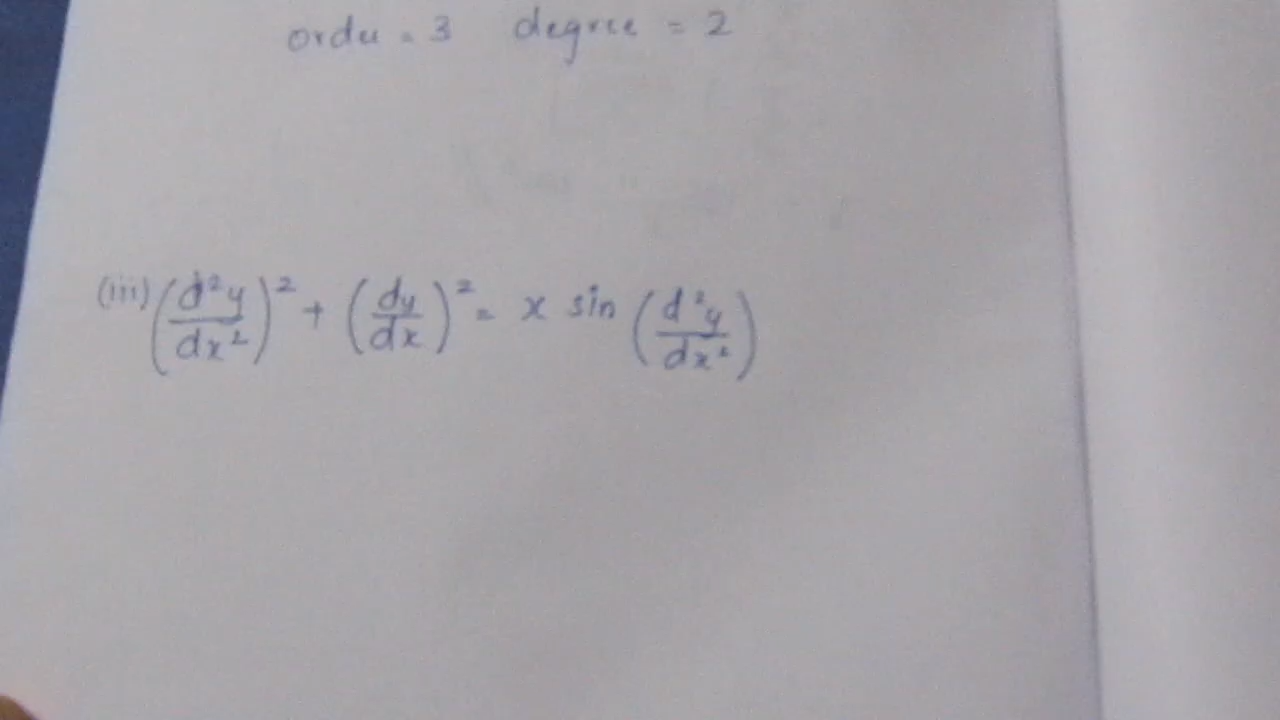 order = 3 degree = 2
(iii) (d²y/dx²)² + (dy/dx)² = x sin (d²y/dx²)